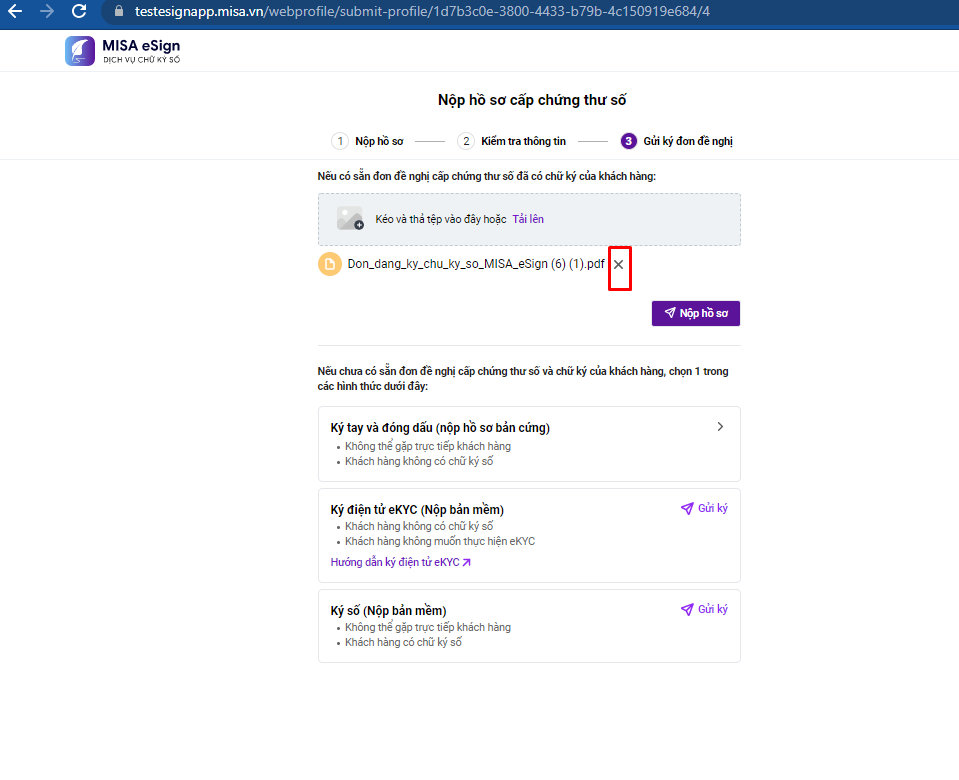 testesignapp.misa.vn/webprofile/submit-profile/1d7b3c0e-3800-4433-b79b-4c150919e684/4
MISA eSign
DỊCH VỤ CHỮ KÝ SỐ
Nộp hồ sơ cấp chứng thư số
1 Nộp hồ sơ 2 Kiểm tra thông tin 3 Gửi ký đơn đề nghị
Nếu có sẵn đơn đề nghị cấp chứng thư số đã có chữ ký của khách hàng:
Kéo và thả tệp vào đây hoặc Tải lên
Don_dang_ky_chu_ky_so_MISA_eSign (6) (1).pdf
Nộp hồ sơ
Nếu chưa có sẵn đơn đề nghị cấp chứng thư số và chữ ký của khách hàng, chọn 1 trong
các hình thức dưới đây:
Ký tay và đóng dấu (nộp hồ sơ bản cứng)
• Không thể gặp trực tiếp khách hàng
• Khách hàng không có chữ ký số
Ký điện tử eKYC (Nộp bản mềm) Gửi ký
• Khách hàng không có chữ ký số
• Khách hàng không muốn thực hiện eKYC
Hướng dẫn ký điện tử eKYC
Ký số (Nộp bản mềm) Gửi ký
• Không thể gặp trực tiếp khách hàng
• Khách hàng có chữ ký số